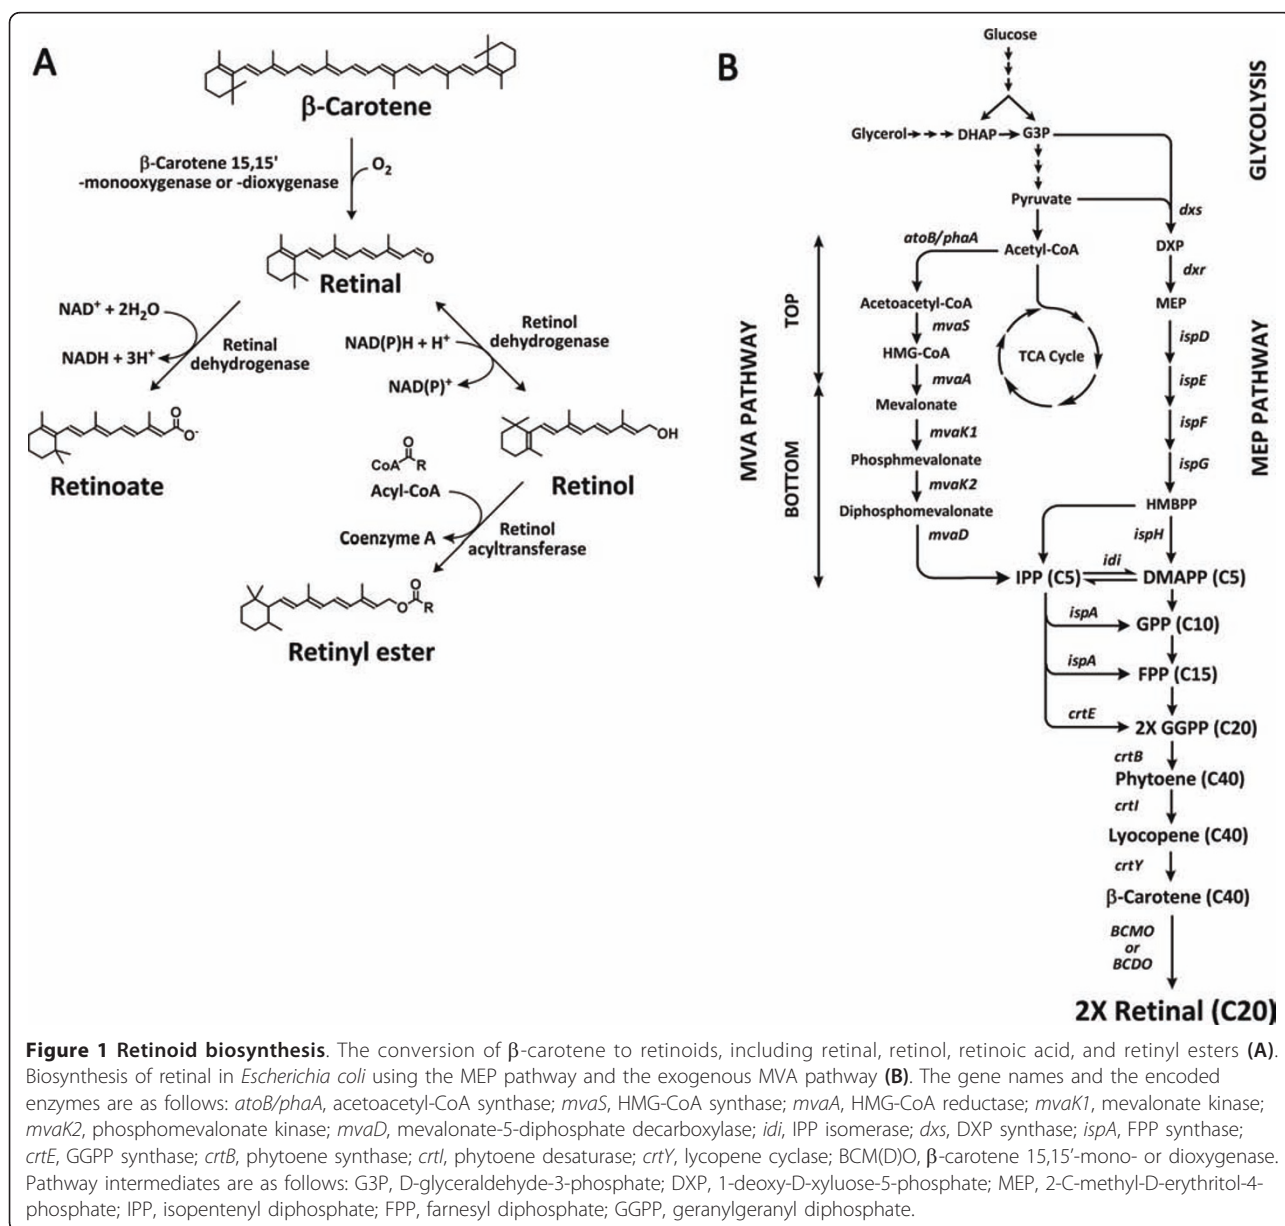 A
β-Carotene
β-Carotene 15,15'
-monooxygenase or -dioxygenase
O2
O
Retinal
NAD+ + 2H2O
NADH + 3H+
Retinal
dehydrogenase
NAD(P)H + H+
NAD(P)+
Retinol
dehydrogenase
O
O-
Retinoate
OH
Retinol
O
CoA R
Acyl-CoA
Coenzyme A
Retinol
acyltransferase
O
O R
Retinyl ester
B
Glucose
Glycerol
DHAP
G3P
GLYCOLYSIS
Pyruvate
dxs
atoB/phaA
Acetyl-CoA
DXP
dxr
Acetoacetyl-CoA
MEP
mvaS
ispD
HMG-CoA
TCA Cycle
mvaA
ispE
Mevalonate
mvaK1
ispF
Phosphmevalonate
ispG
mvaK2
Diphosphomevalonate
HMBPP
mvaD
ispH
MVA PATHWAY
TOP
BOTTOM
MEP PATHWAY
IPP (C5)
idi
DMAPP (C5)
ispA
GPP (C10)
ispA
FPP (C15)
crtE
2X GGPP (C20)
crtB
Phytoene (C40)
crtI
Lyocopene (C40)
crtY
β-Carotene (C40)
BCMO
or
BCDO
2X Retinal (C20)
Figure 1 Retinoid biosynthesis. The conversion of β-carotene to retinoids, including retinal, retinol, retinoic acid, and retinyl esters (A).
Biosynthesis of retinal in Escherichia coli using the MEP pathway and the exogenous MVA pathway (B). The gene names and the encoded
enzymes are as follows: atoB/phaA, acetoacetyl-CoA synthase; mvaS, HMG-CoA synthase; mvaA, HMG-CoA reductase; mvaK1, mevalonate kinase;
mvaK2, phosphomevalonate kinase; mvaD, mevalonate-5-diphosphate decarboxylase; idi, IPP isomerase; dxs, DXP synthase; ispA, FPP synthase;
crtE, GGPP synthase; crtB, phytoene synthase; crtI, phytoene desaturase; crtY, lycopene cyclase; BCM(D)O, β-carotene 15,15'-mono- or dioxygenase.
Pathway intermediates are as follows: G3P, D-glyceraldehyde-3-phosphate; DXP, 1-deoxy-D-xyluose-5-phosphate; MEP, 2-C-methyl-D-erythritol-4-
phosphate; IPP, isopentenyl diphosphate; FPP, farnesyl diphosphate; GGPP, geranylgeranyl diphosphate.